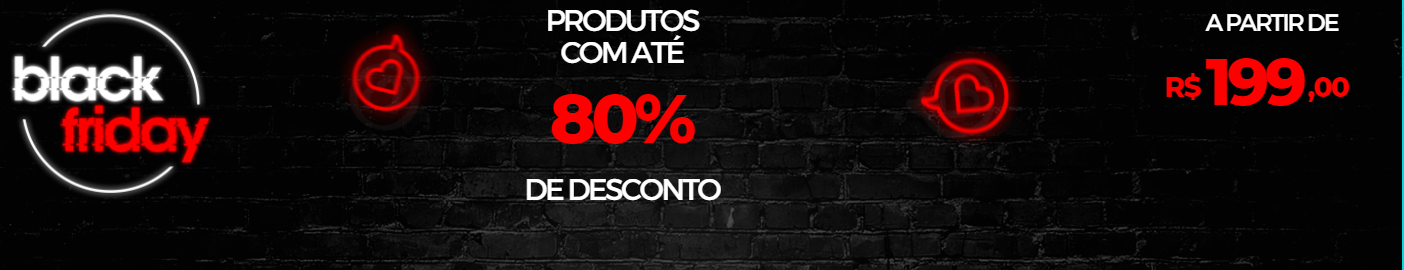 black
friday
PRODUTOS
COM ATÉ
80%
DE DESCONTO
A PARTIR DE
R$ 199,00